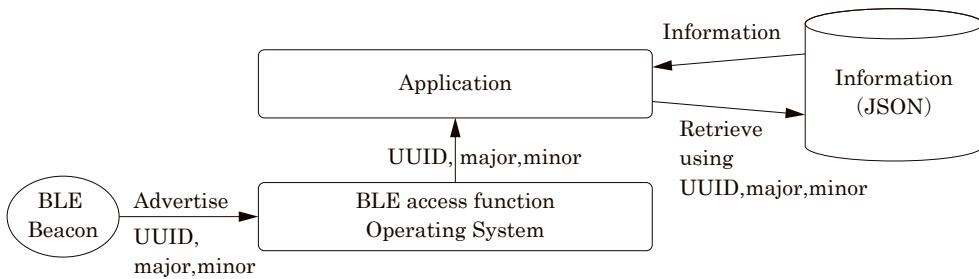 Information
Application
Information
(JSON)
Retrieve
using
UUID,major,minor
UUID, major,minor
BLE
Beacon
Advertise
UUID,
major,minor
BLE access function
Operating System